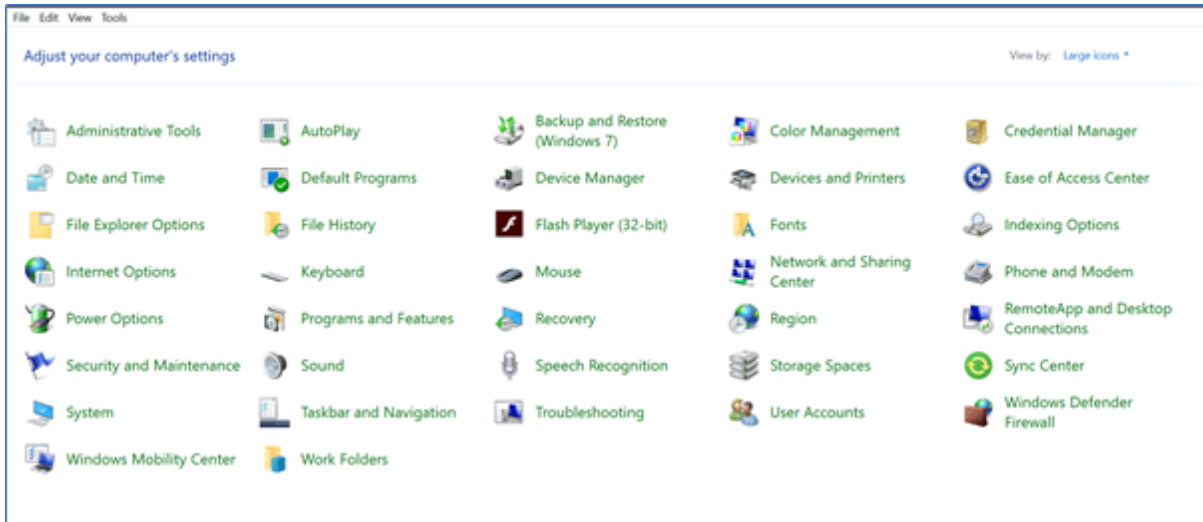 File Edit View Tools
Adjust your computer's settings
View by: Large icons
Administrative Tools
AutoPlay
Backup and Restore
(Windows 7)
Color Management
Credential Manager
Date and Time
Default Programs
Device Manager
Devices and Printers
Ease of Access Center
File Explorer Options
File History
Flash Player (32-bit)
Fonts
Indexing Options
Internet Options
Keyboard
Mouse
Network and Sharing
Center
Phone and Modem
Power Options
Programs and Features
Recovery
Region
RemoteApp and Desktop
Connections
Security and Maintenance
Sound
Speech Recognition
Storage Spaces
Sync Center
System
Taskbar and Navigation
Troubleshooting
User Accounts
Windows Defender
Firewall
Windows Mobility Center
Work Folders